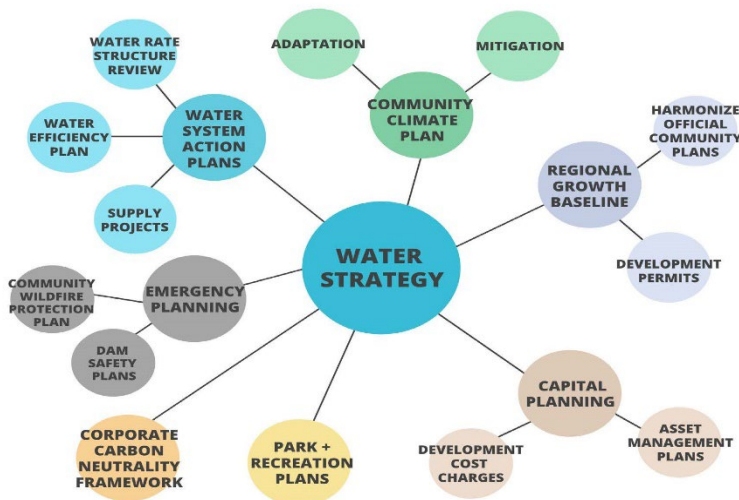 WATER RATE
STRUCTURE
REVIEW
ADAPTATION
MITIGATION
WATER
EFFICIENCY
PLAN
WATER
SYSTEM
ACTION
PLANS
COMMUNITY
CLIMATE
PLAN
HARMONIZE
OFFICIAL
COMMUNITY
PLANS
SUPPLY
PROJECTS
REGIONAL
GROWTH
BASELINE
WATER
STRATEGY
DEVELOPMENT
PERMITS
COMMUNITY
WILDFIRE
PROTECTION
PLAN
EMERGENCY
PLANNING
DAM
SAFETY
PLANS
CAPITAL
PLANNING
CORPORATE
CARBON
NEUTRALITY
FRAMEWORK
PARK +
RECREATION
PLANS
DEVELOPMENT
COST
CHARGES
ASSET
MANAGEMENT
PLANS